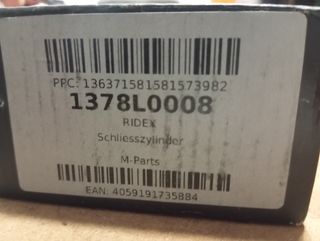 PPC: 136371581581573982
1378L0008
RIDEX
Schliesszylinder
M-Parts
EAN: 4059191735884